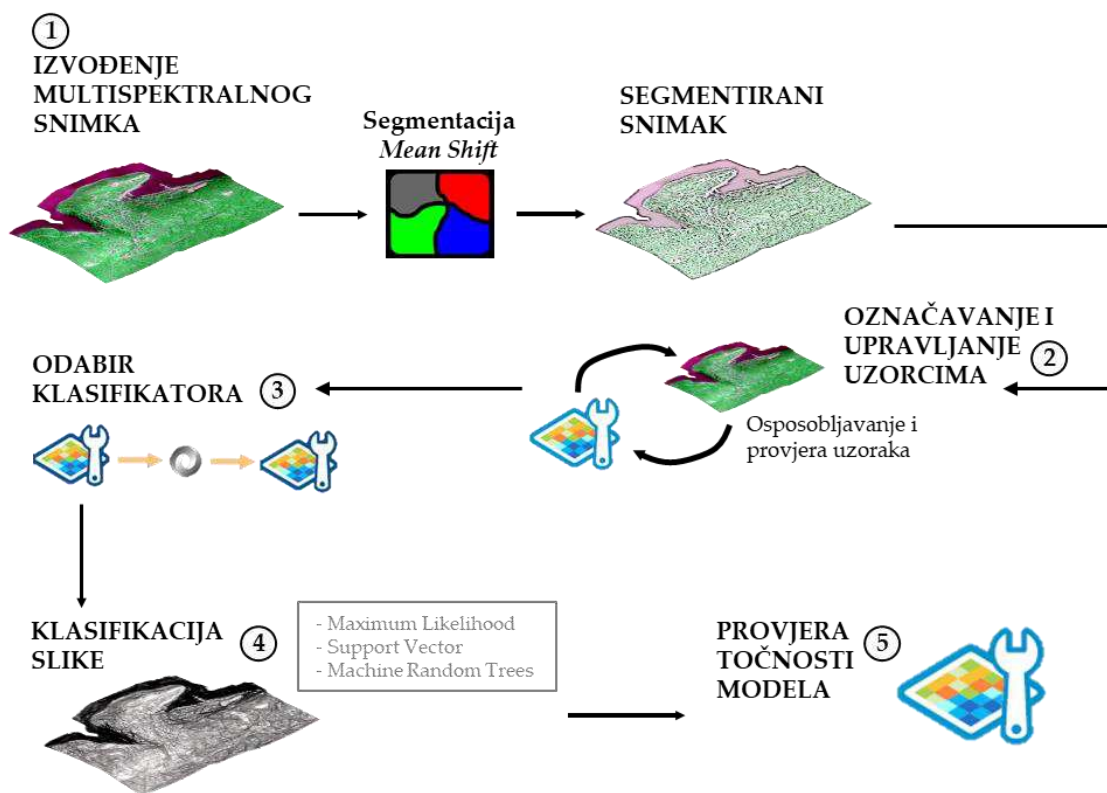 1
IZVOĐENJE
MULTISPEKTRALNOG
SNIMKA
Segmentacija
Mean Shift
SEGMENTIRANI
SNIMAK
OZNAČAVANJE I
UPRAVLJANJE
UZORCIMA
2
Osposobljavanje i
provjera uzoraka
ODABIR
KLASIFIKATORA
3
KLASIFIKACIJA
SLIKE
4
- Maximum Likelihood
- Support Vector
- Machine Random Trees
PROVJERA
TOČNOSTI
MODELA
5